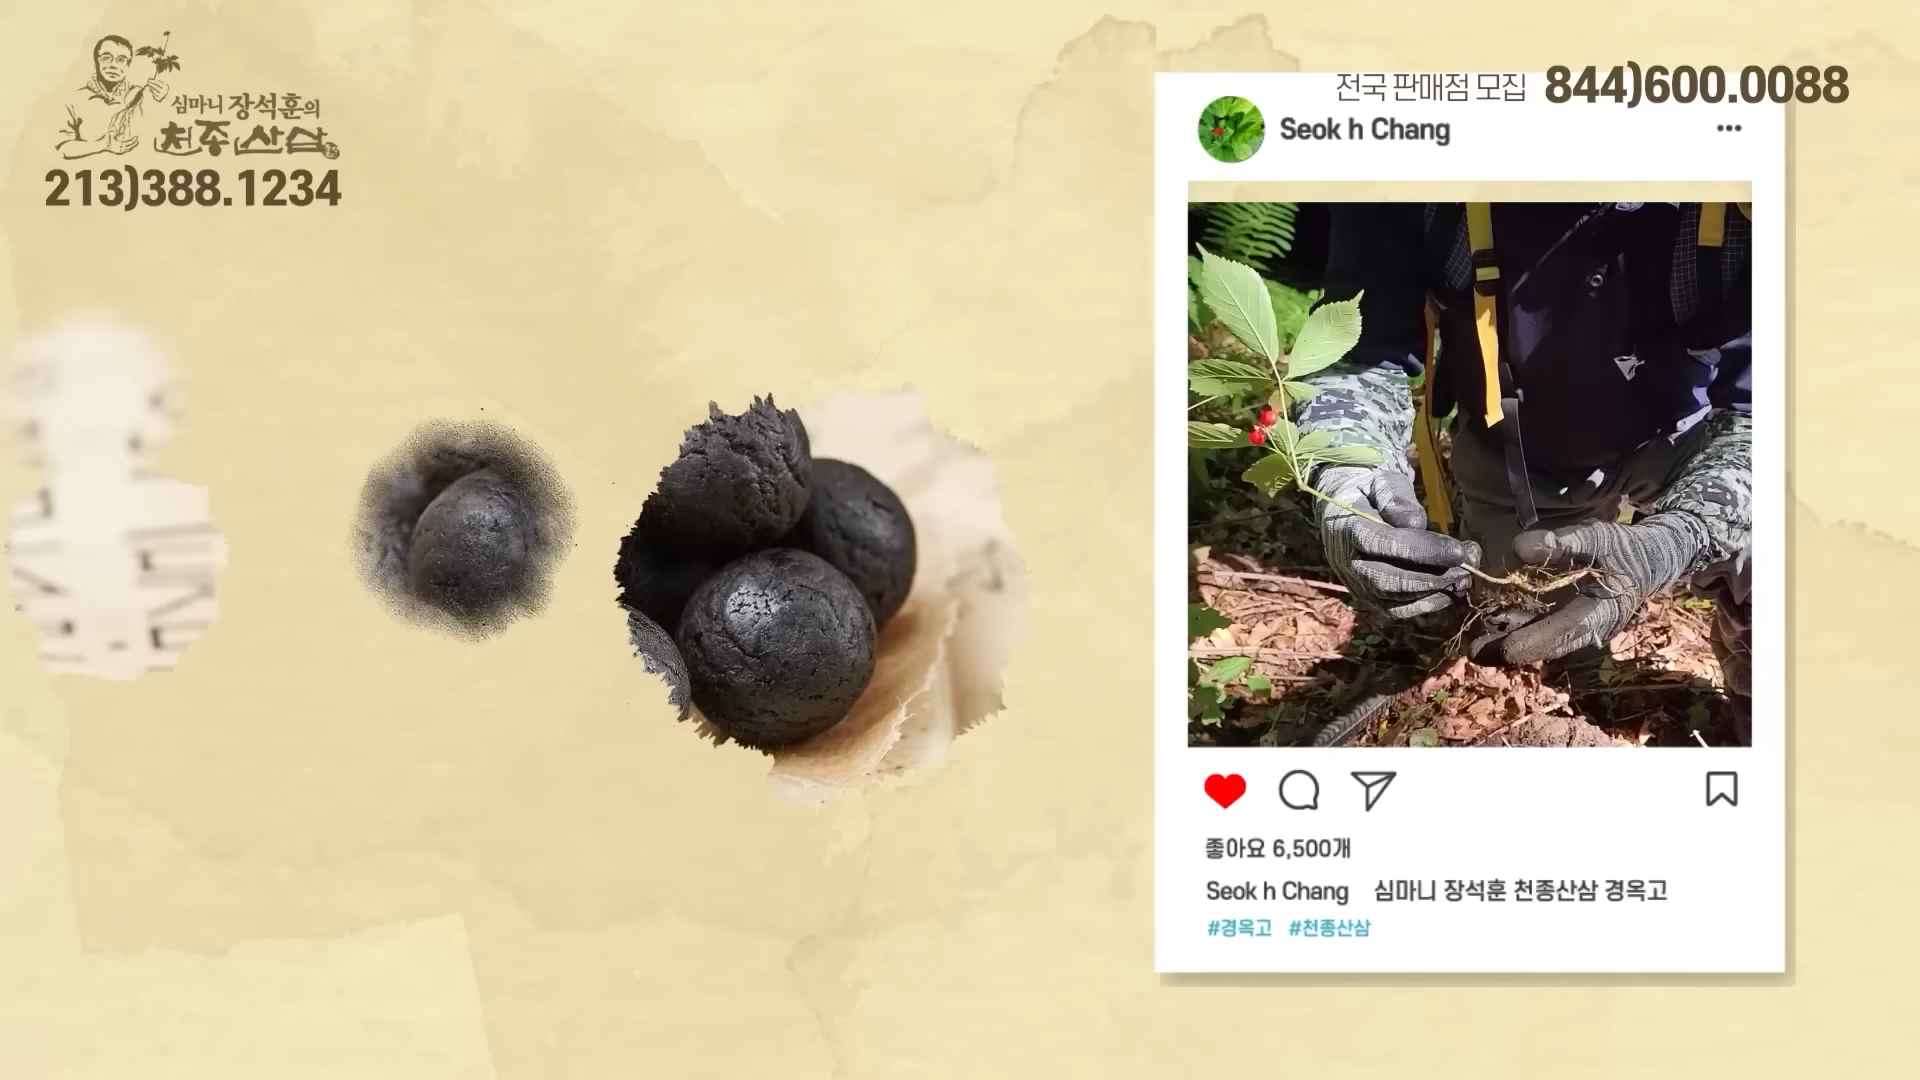 심마니 장석훈의
천종산삼
213)388.1234
전국 판매점 모집 844)600.0088
Seok h Chang
좋아요 6,500개
Seok h Chang 심마니 장석훈 천종산삼 경옥고
#경옥고 #천종산삼